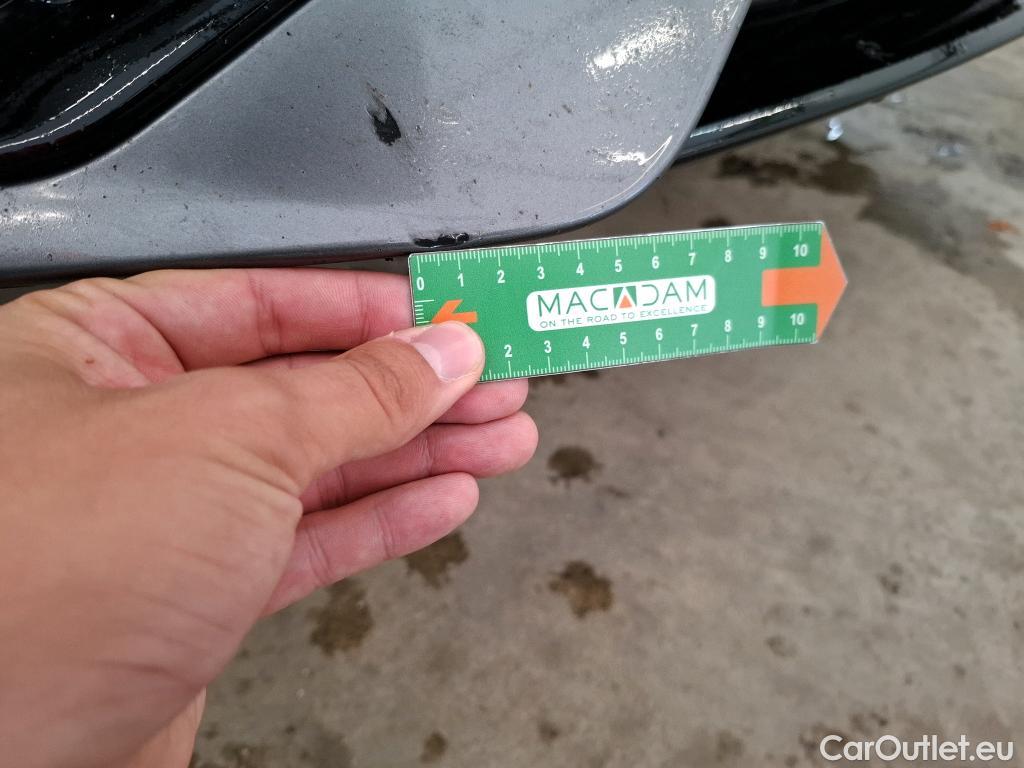 0 1 2 3 4 5 6 7 8 9 10
MACADAM
ON THE ROAD TO EXCELLENCE
2 3 4 5 6 7 8 9 10
CarOutlet.eu